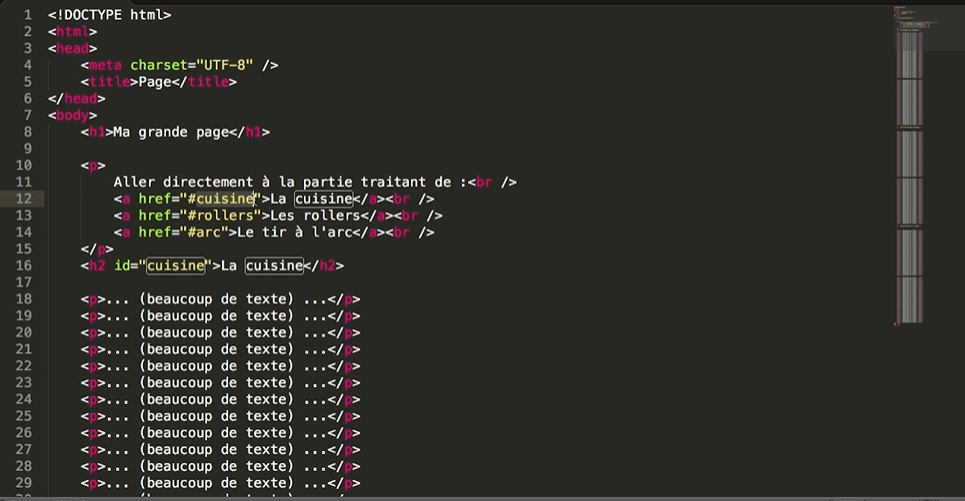 1 <!DOCTYPE html>
2 <html>
3 <head>
4     <meta charset="UTF-8" />
5     <title>Page</title>
6 </head>
7 <body>
8     <h1>Ma grande page</h1>
9
10     <p>
11         Aller directement à la partie traitant de :<br />
12         <a href="#cuisine">La cuisine</a><br />
13         <a href="#rollers">Les rollers</a><br />
14         <a href="#arc">Le tir à l'arc</a><br />
15     </p>
16     <h2 id="cuisine">La cuisine</h2>
17
18     <p>... (beaucoup de texte) ...</p>
19     <p>... (beaucoup de texte) ...</p>
20     <p>... (beaucoup de texte) ...</p>
21     <p>... (beaucoup de texte) ...</p>
22     <p>... (beaucoup de texte) ...</p>
23     <p>... (beaucoup de texte) ...</p>
24     <p>... (beaucoup de texte) ...</p>
25     <p>... (beaucoup de texte) ...</p>
26     <p>... (beaucoup de texte) ...</p>
27     <p>... (beaucoup de texte) ...</p>
28     <p>... (beaucoup de texte) ...</p>
29     <p>... (beaucoup de texte) ...</p>